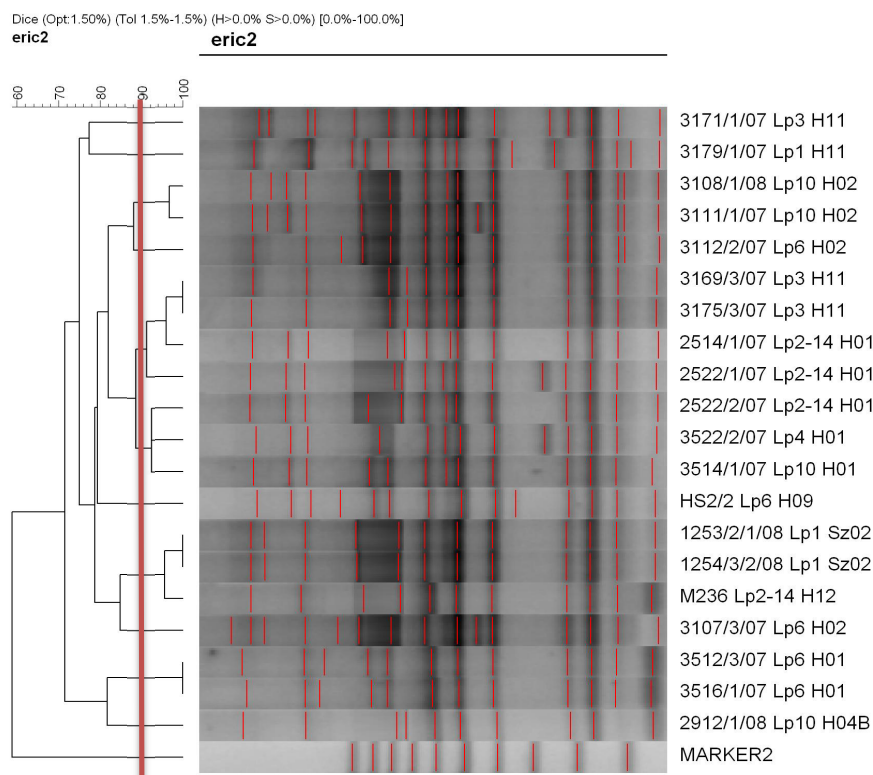 Dice (Opt:1.50%) (Tol 1.5%-1.5%) (H>0.0% S>0.0%) [0.0%-100.0%]
eric2 eric2
60 70 80 90 100
3171/1/07 Lp3 H11
3179/1/07 Lp1 H11
3108/1/08 Lp10 H02
3111/1/07 Lp10 H02
3112/2/07 Lp6 H02
3169/3/07 Lp3 H11
3175/3/07 Lp3 H11
2514/1/07 Lp2-14 H01
2522/1/07 Lp2-14 H01
2522/2/07 Lp2-14 H01
3522/2/07 Lp4 H01
3514/1/07 Lp10 H01
HS2/2 Lp6 H09
1253/2/1/08 Lp1 Sz02
1254/3/2/08 Lp1 Sz02
M236 Lp2-14 H12
3107/3/07 Lp6 H02
3512/3/07 Lp6 H01
3516/1/07 Lp6 H01
2912/1/08 Lp10 H04B
MARKER2